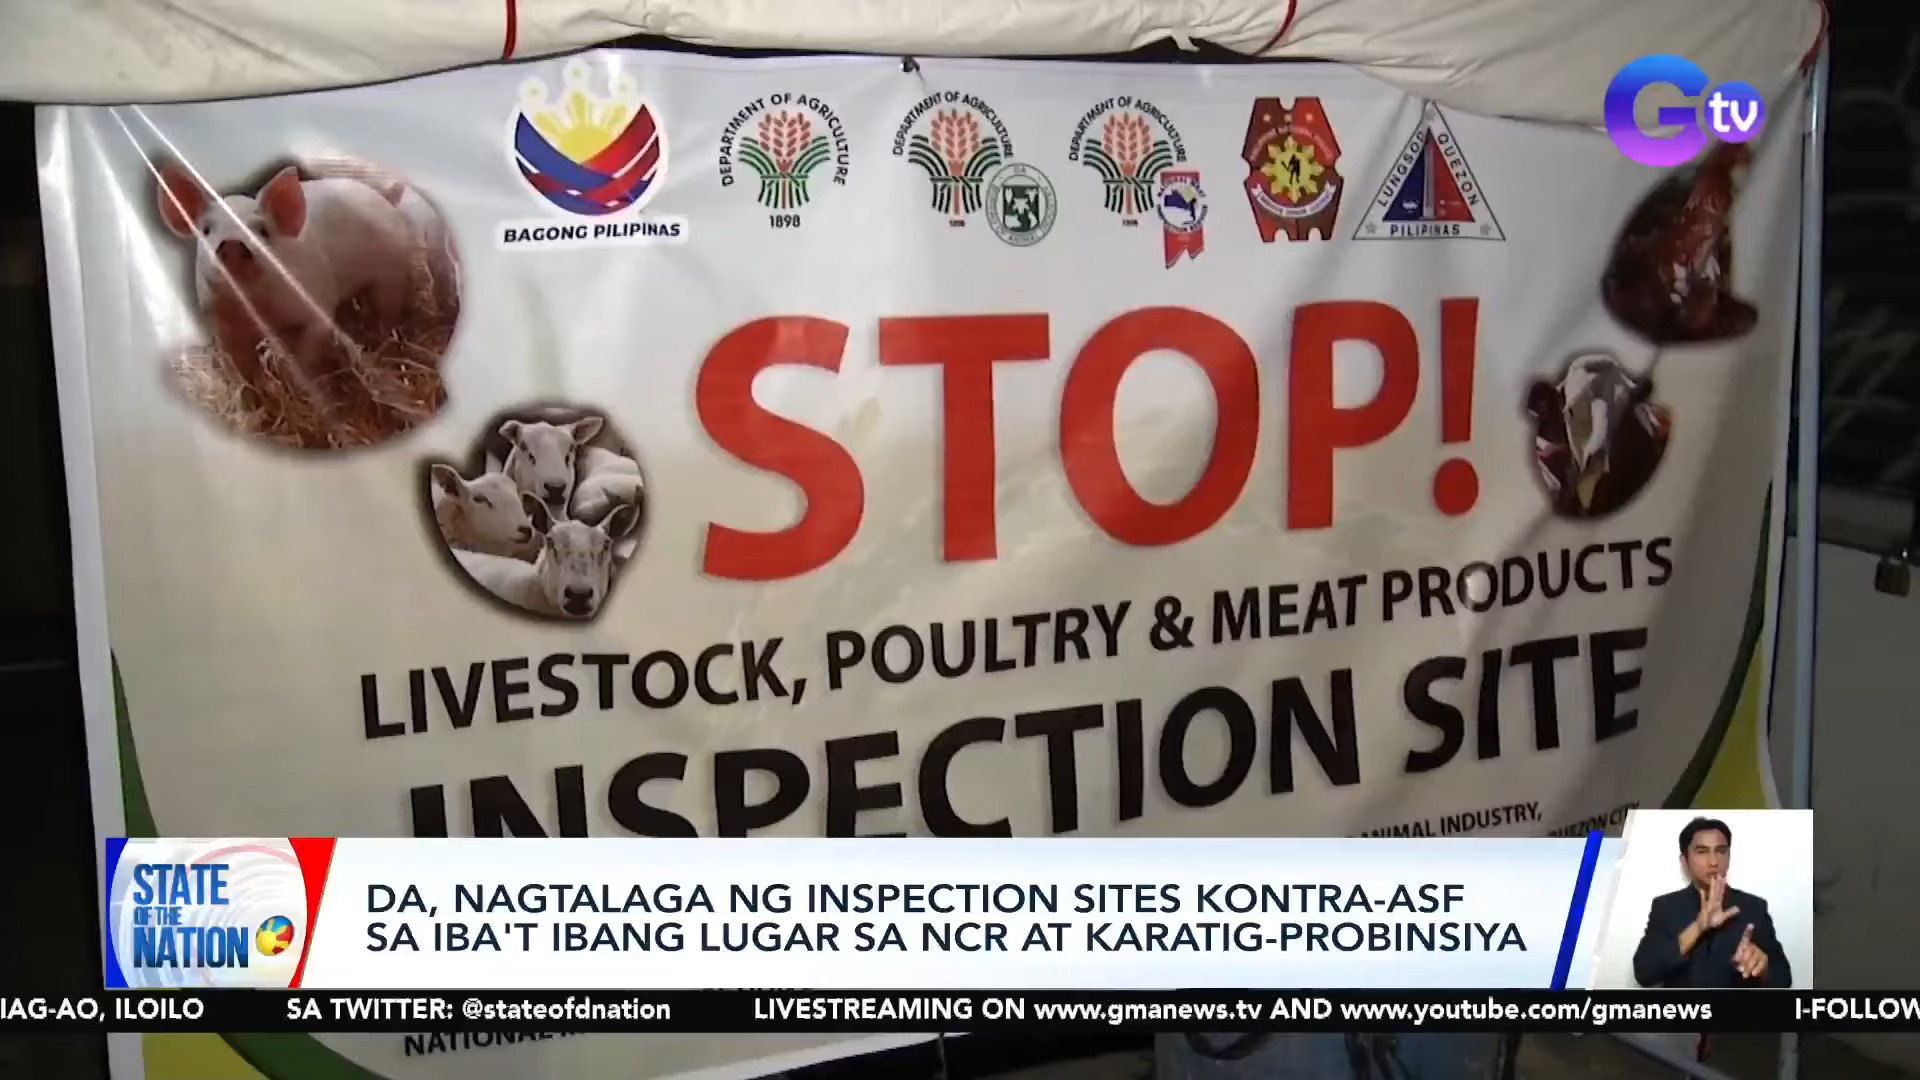 G tv
BAGONG PILIPINAS
DEPARTMENT OF AGRICULTURE
1898
DEPARTMENT OF AGRICULTURE
1898
DEPARTMENT OF AGRICULTURE
1898
LUNGSOD QUEZON
PILIPINAS
STOP!
LIVESTOCK, POULTRY & MEAT PRODUCTS
INSPECTION SITE
ANIMAL INDUSTRY,
QUEZON CITY
STATE
OF THE
NATION
DA, NAGTALAGA NG INSPECTION SITES KONTRA-ASF
SA IBA'T IBANG LUGAR SA NCR AT KARATIG-PROBINSIYA
IAG-AO, ILOILO SA TWITTER: @stateofdnation LIVESTREAMING ON www.gmanews.tv AND www.youtube.com/gmanews I-FOLLOW
NATIONAL